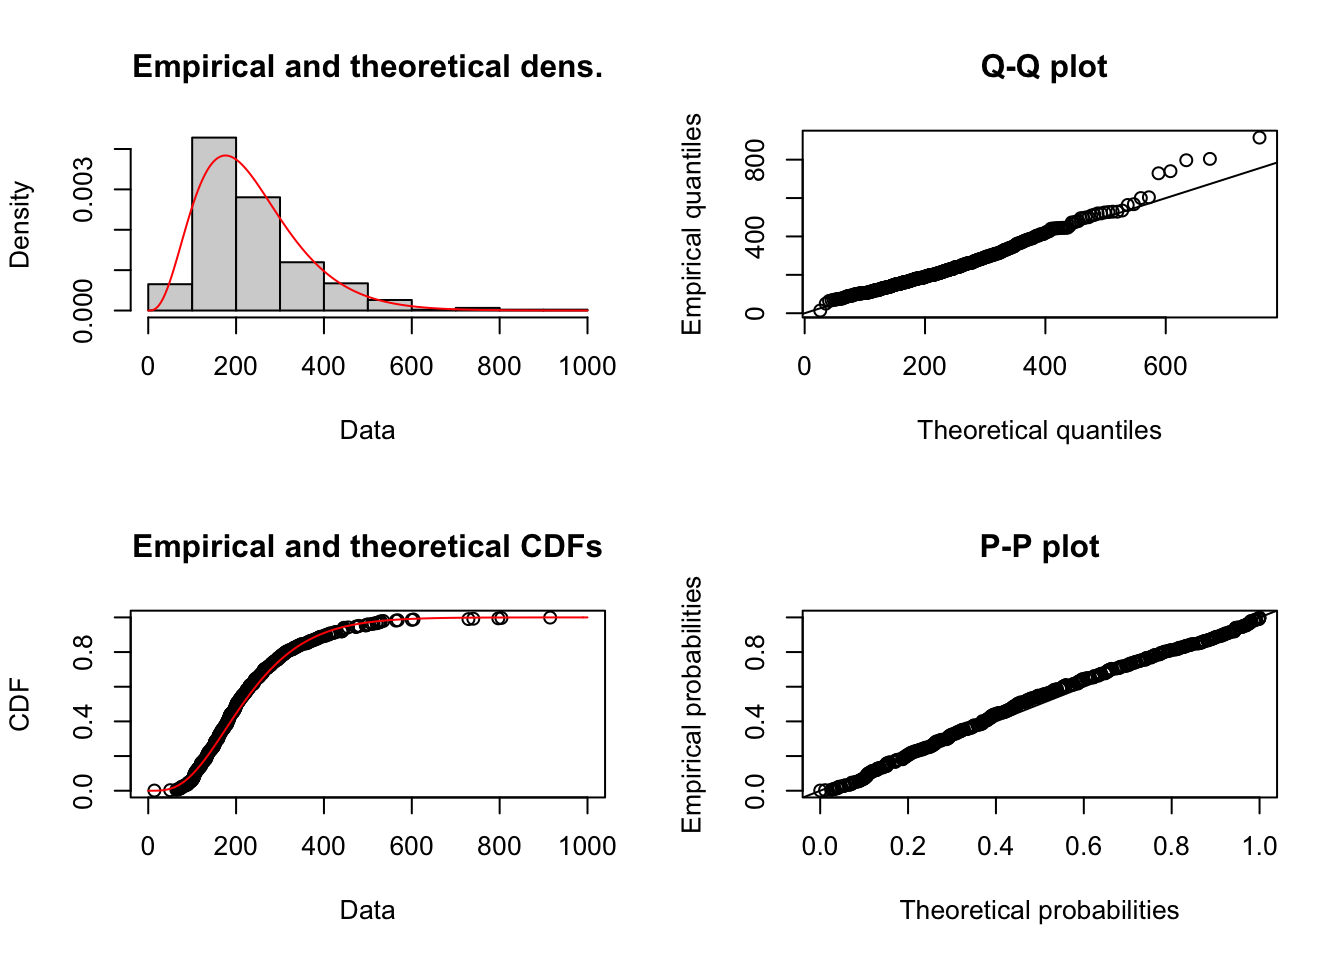 Empirical and theoretical dens.
Density
0.003
0.000
0 200 400 600 800 1000
Data
Q-Q plot
Empirical quantiles
800
400
0
0 200 400 600
Theoretical quantiles
Empirical and theoretical CDFs
CDF
0.8
0.4
0.0
0 200 400 600 800 1000
Data
P-P plot
Empirical probabilities
0.8
0.4
0.0
0.0 0.2 0.4 0.6 0.8 1.0
Theoretical probabilities